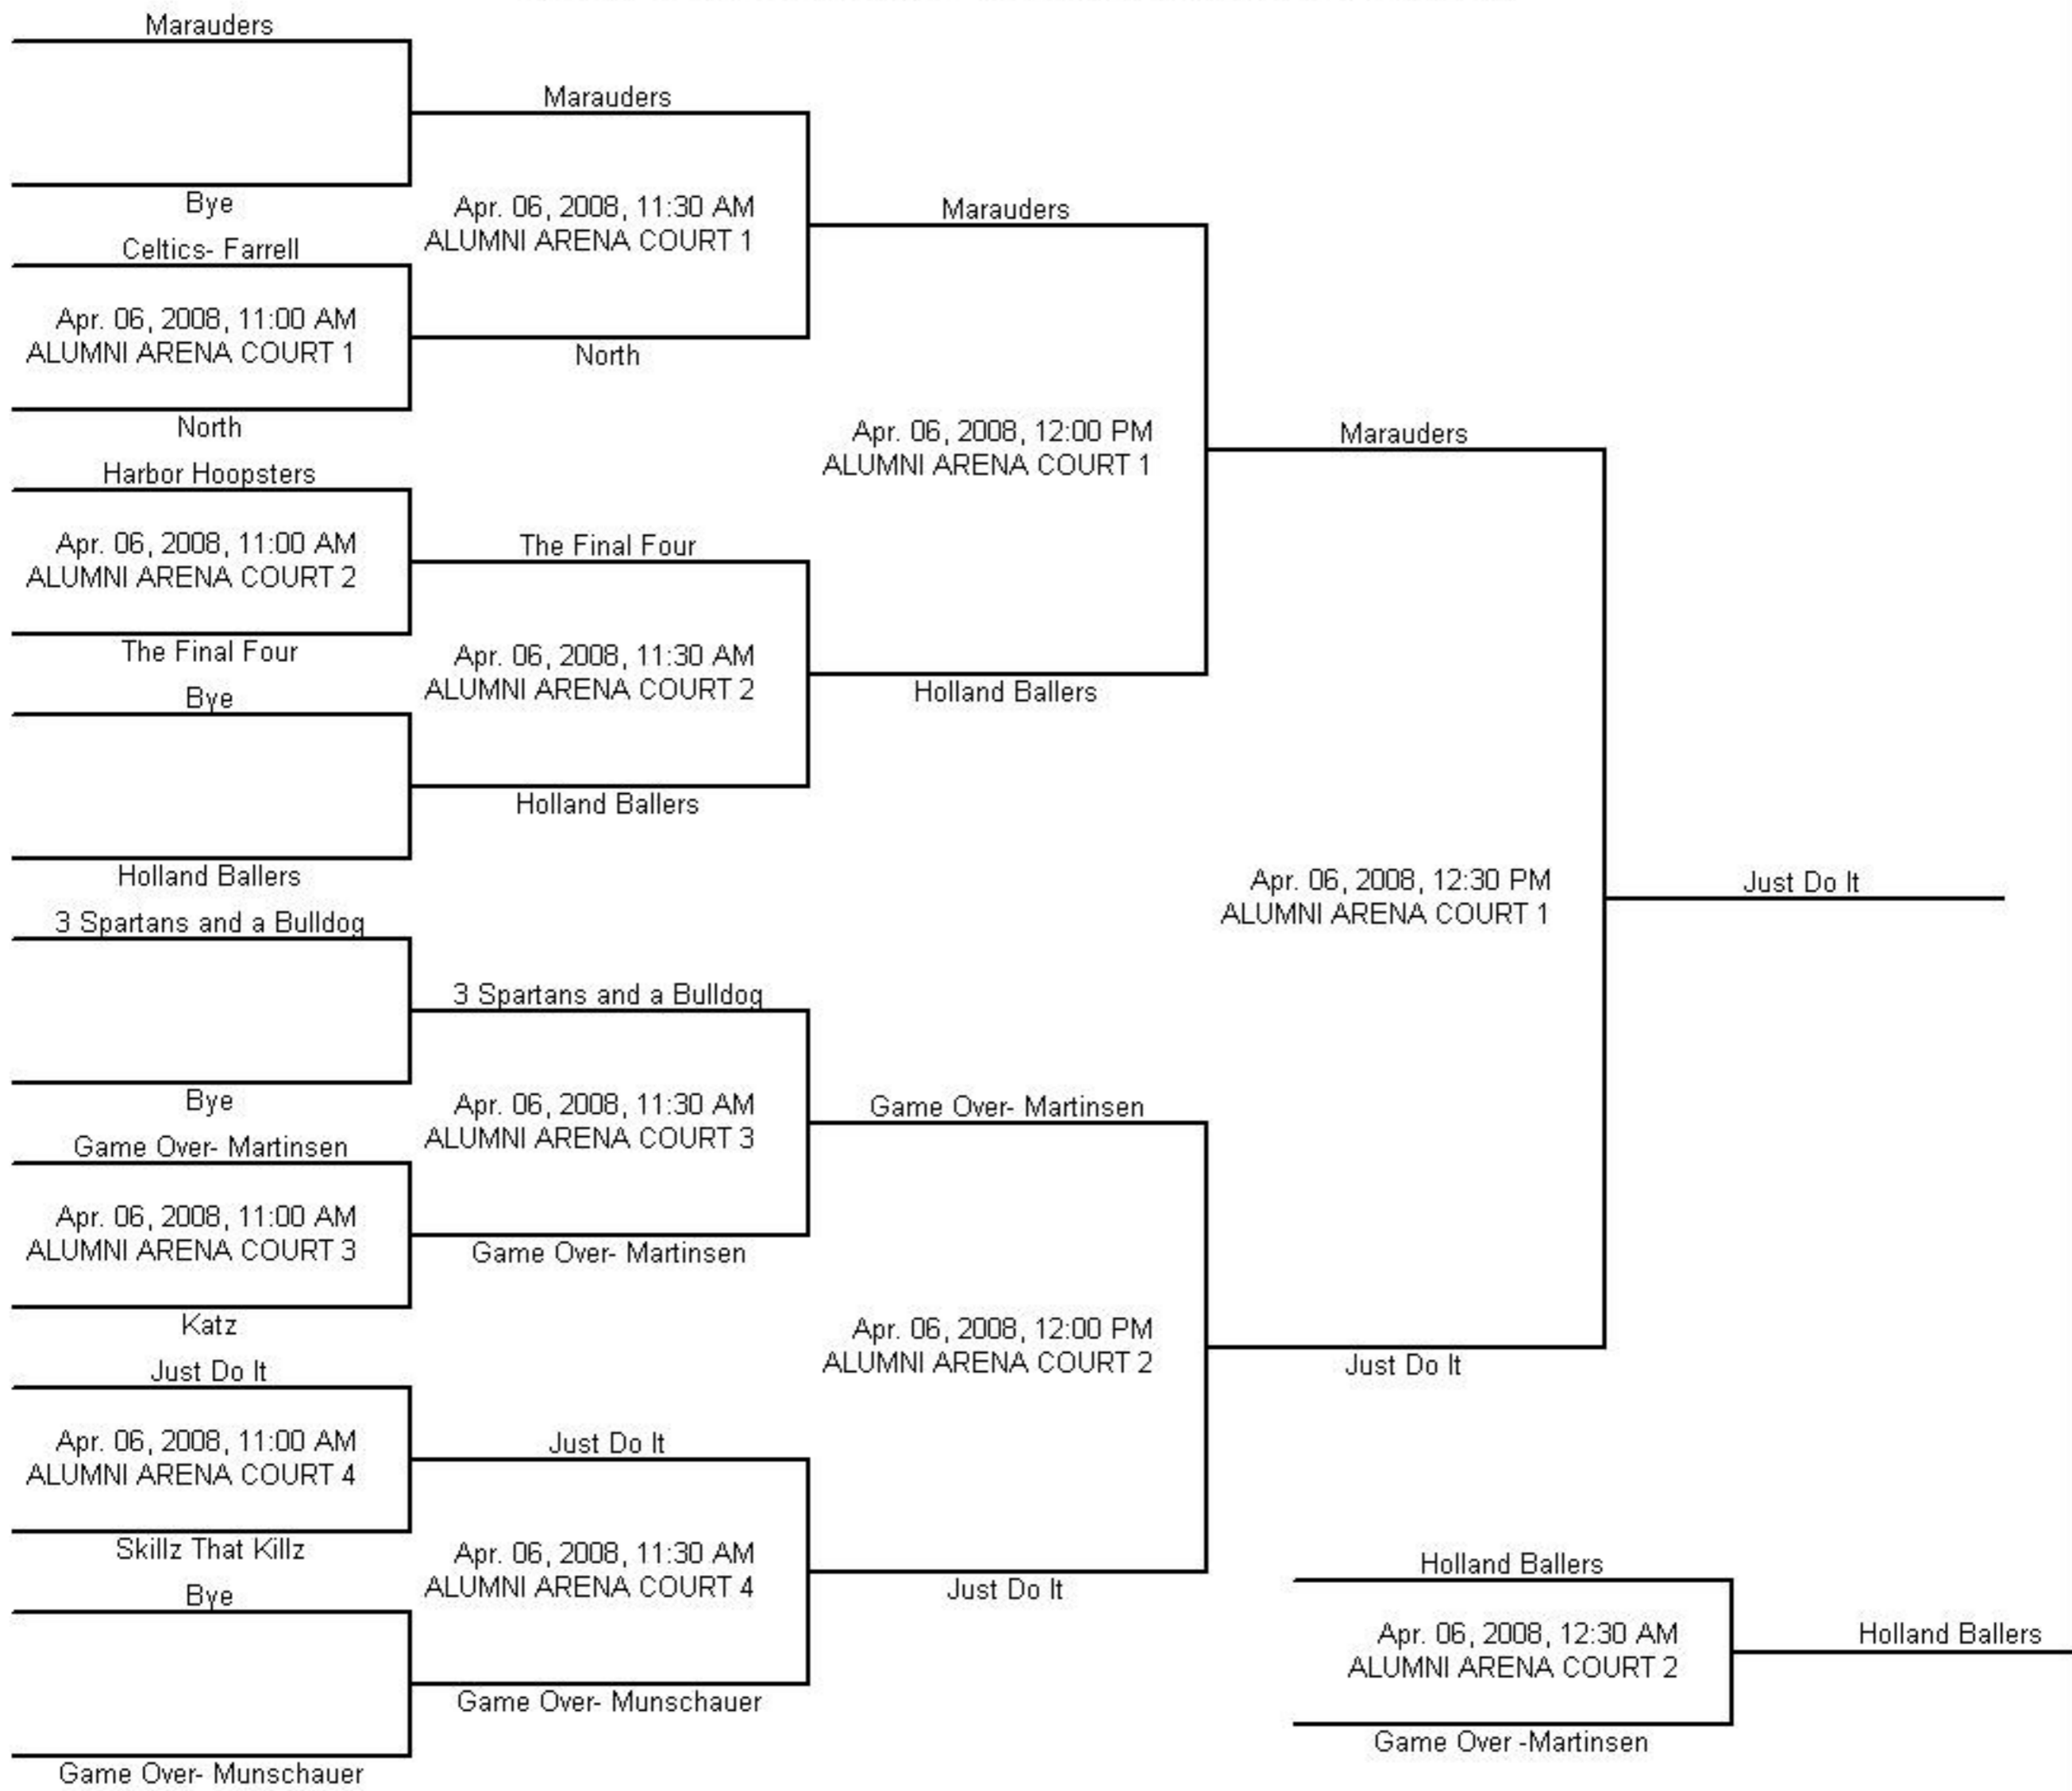 Marauders
Bye
Celtics- Farrell
Apr. 06, 2008, 11:00 AM
ALUMNI ARENA COURT 1
North
Harbor Hoopsters
Apr. 06, 2008, 11:00 AM
ALUMNI ARENA COURT 2
The Final Four
Bye
Holland Ballers
3 Spartans and a Bulldog
Bye
Game Over- Martinsen
Apr. 06, 2008, 11:00 AM
ALUMNI ARENA COURT 3
Katz
Just Do It
Apr. 06, 2008, 11:00 AM
ALUMNI ARENA COURT 4
Skillz That Killz
Bye
Game Over- Munschauer
Marauders
Apr. 06, 2008, 11:30 AM
ALUMNI ARENA COURT 1
North
The Final Four
Apr. 06, 2008, 11:30 AM
ALUMNI ARENA COURT 2
Holland Ballers
3 Spartans and a Bulldog
Apr. 06, 2008, 11:30 AM
ALUMNI ARENA COURT 3
Game Over- Martinsen
Just Do It
Apr. 06, 2008, 11:30 AM
ALUMNI ARENA COURT 4
Game Over- Munschauer
Marauders
Apr. 06, 2008, 12:00 PM
ALUMNI ARENA COURT 1
Holland Ballers
Game Over- Martinsen
Apr. 06, 2008, 12:00 PM
ALUMNI ARENA COURT 2
Just Do It
Marauders
Apr. 06, 2008, 12:30 PM
ALUMNI ARENA COURT 1
Just Do It
Just Do It
Holland Ballers
Apr. 06, 2008, 12:30 AM
ALUMNI ARENA COURT 2
Game Over -Martinsen
Holland Ballers